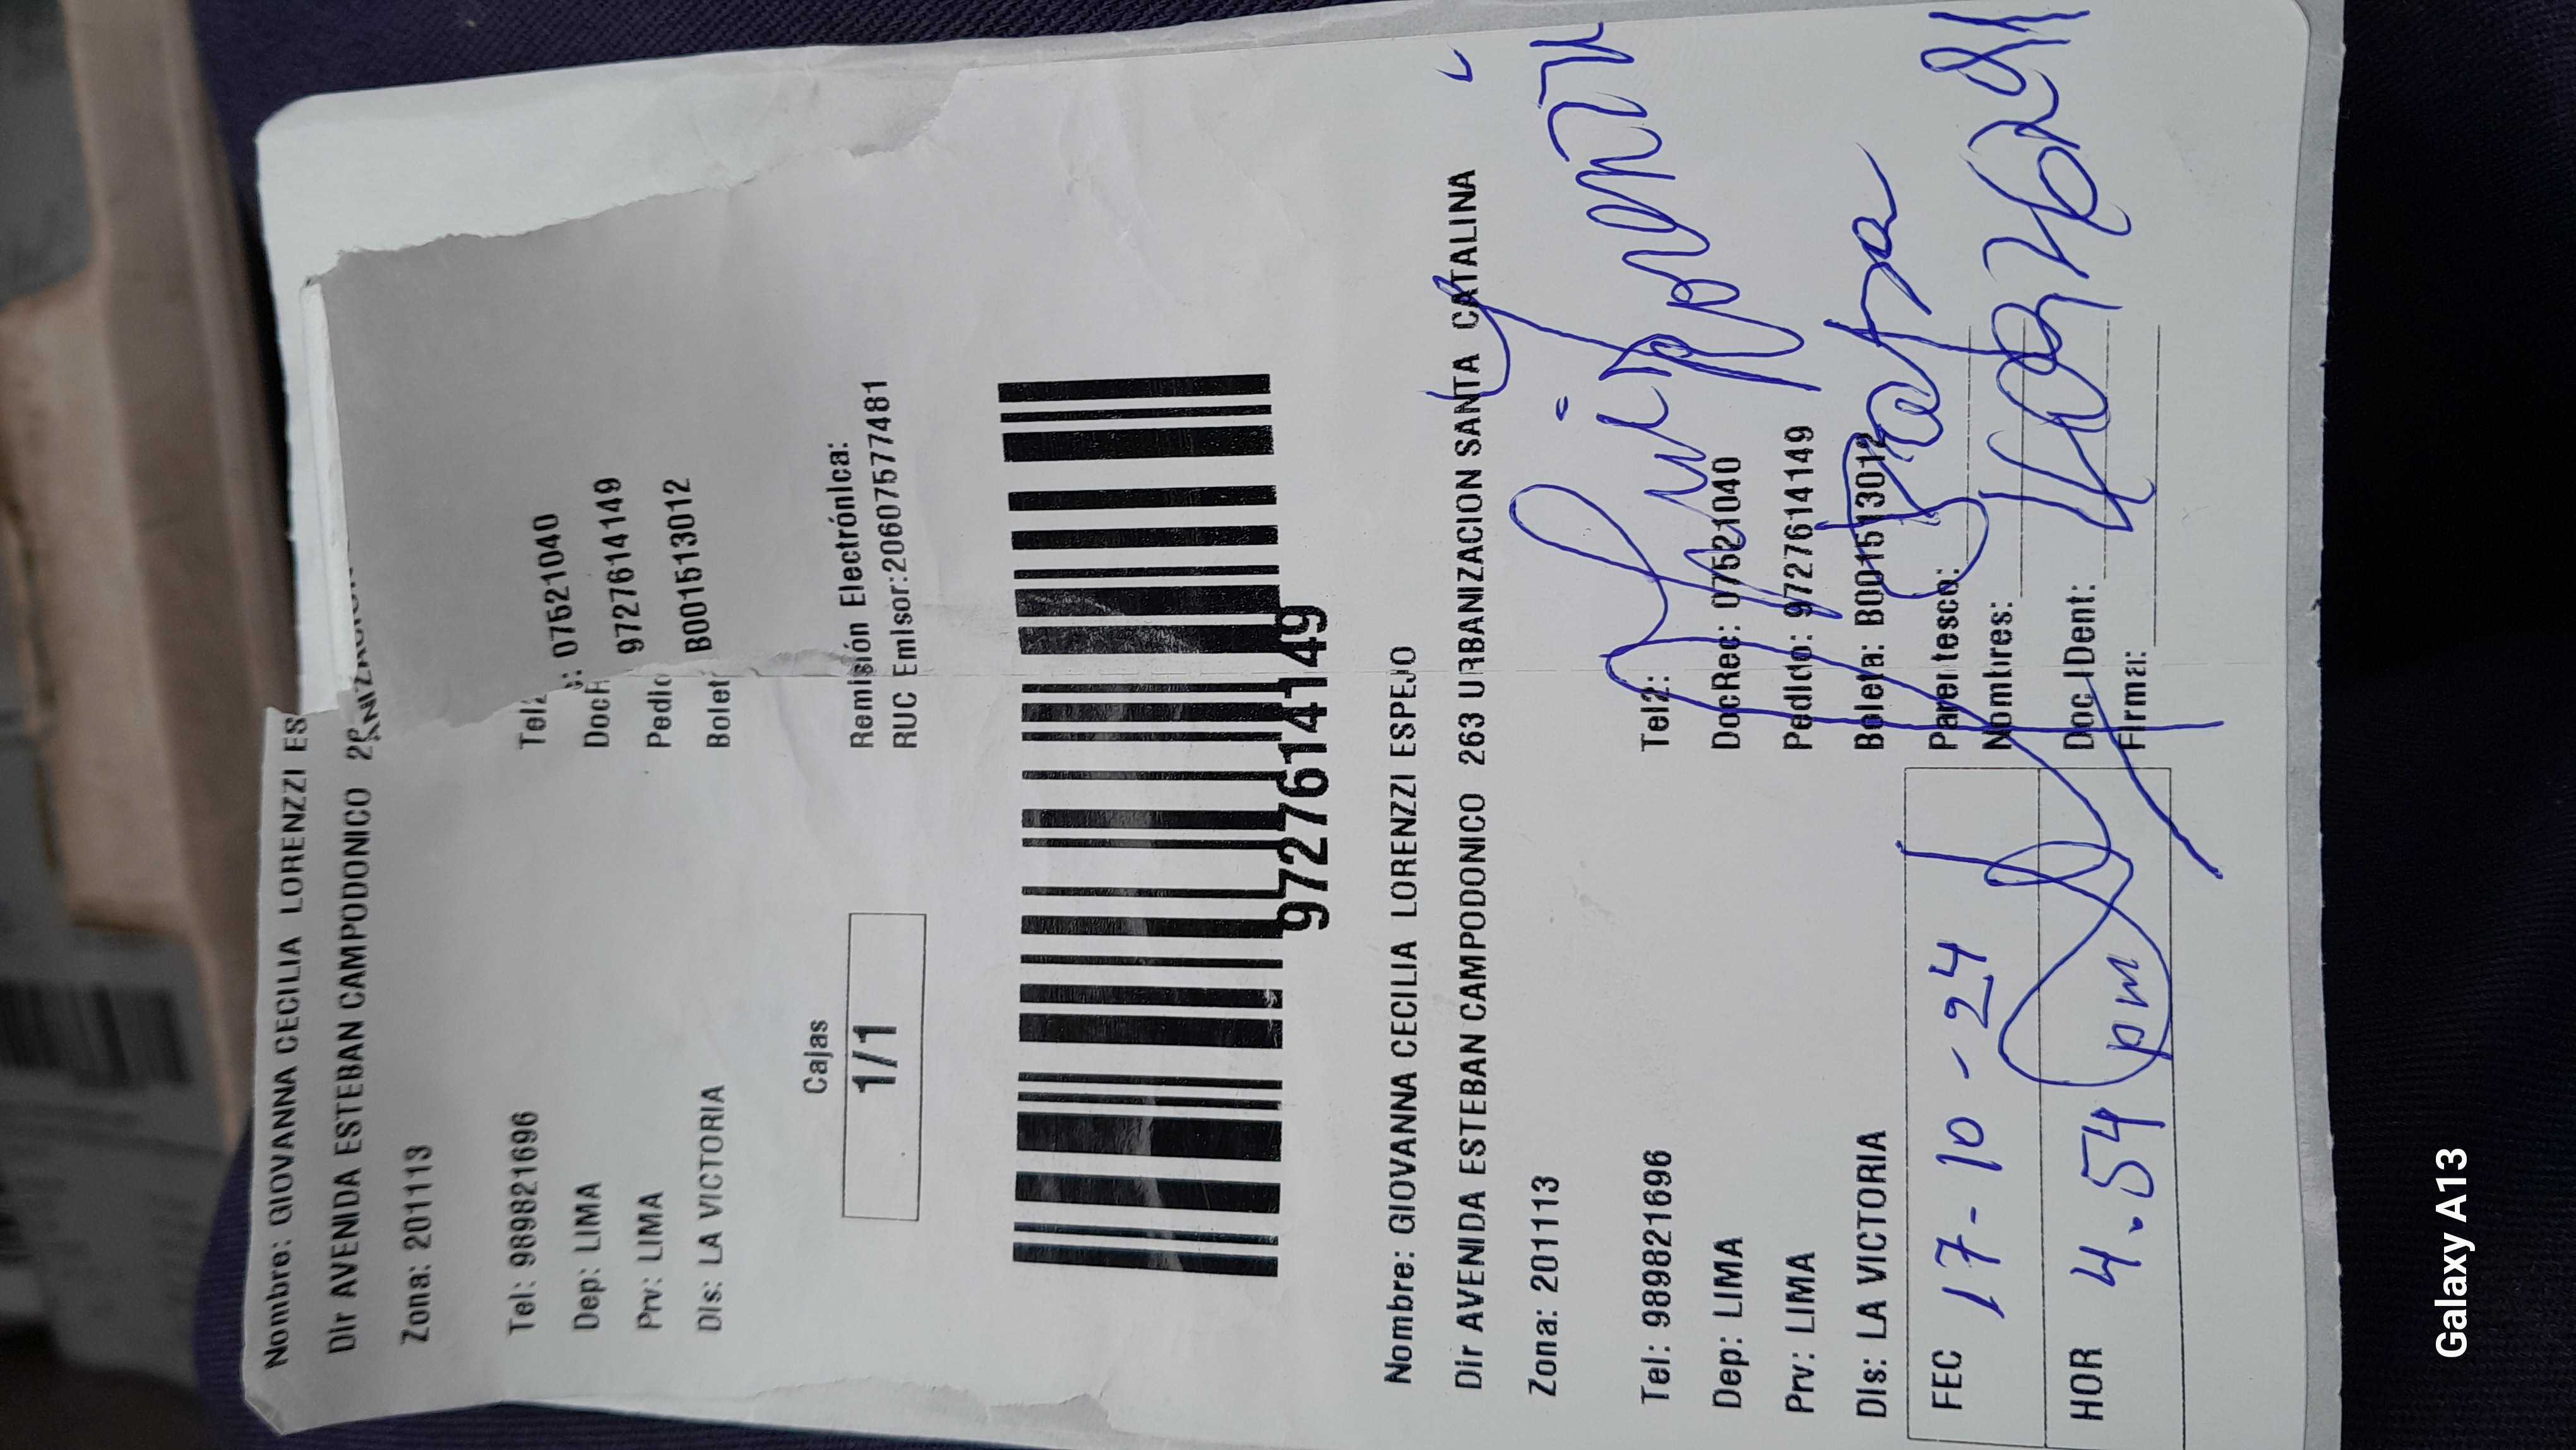 Nombre: GIOVANNA CECILIA LORENZZI ES
Dir AVENIDA ESTEBAN CAMPODONICO 26
Zona: 201113
Tel: 989821696
Dep: LIMA
Prv: LIMA
Dis: LA VICTORIA
Tel2
: 07521040
Pedid 9727614149
Bolet B001513012
Cajas
1/1
Remisión Electrónica:
RUC Emisor:20607577481
9727614149
Nombre: GIOVANNA CECILIA LORENZZI ESPEJO
Dir AVENIDA ESTEBAN CAMPODONICO 263 URBANIZACION SANTA CATALINA
Zona: 201113
Tel: 989821696
Dep: LIMA
Prv: LIMA
Dis: LA VICTORIA
Tel2:
DocRec: 07521040
Pedido: 9727614149
Boleta: B001513012
Parentesco:
Nombres:
Doc IDent:
Firma:
FEC 17-10-24
HOR 4.54 pm
Galaxy A13